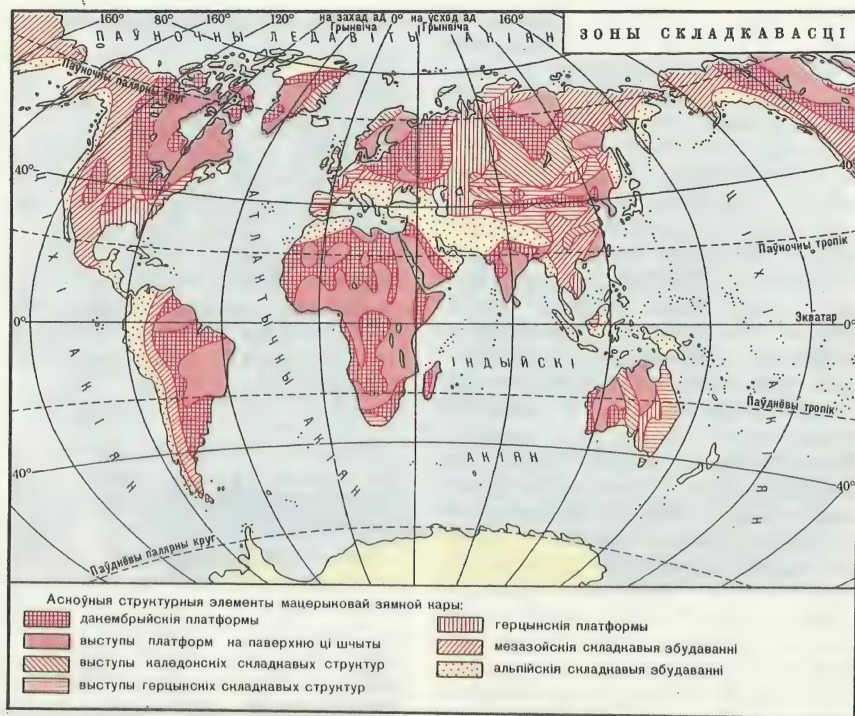 160° 80° 160° 120° на захад ад Грынвіча 0° на ўсход ад Грынвіча 160°
ЗОНЫ СКЛАДКАВАСЦІ
ПАЎНОЧНЫ ЛЕДАВІТЫ АКІЯН
Паўночны палярны круг
40° 40°
ЦІХІ АКІЯН
АТЛАНТЫЧНЫ АКІЯН
ЦІХІ АКІЯН
Паўночны тропік
0° Экватар 0°
ІНДЫЙСКІ
АКІЯН
Паўднёвы тропік
40° 40°
Паўднёвы палярны круг
Асноўныя структурныя элементы мацерыковай зямной кары:
дакембрыйскія платформы
выступы платформ на паверхню ці шчыты
выступы каледонскіх складкавых структур
выступы герцынскіх складкавых структур
герцынскія платформы
мезазойскія складкавыя збудаванні
альпійскія складкавыя збудаванні